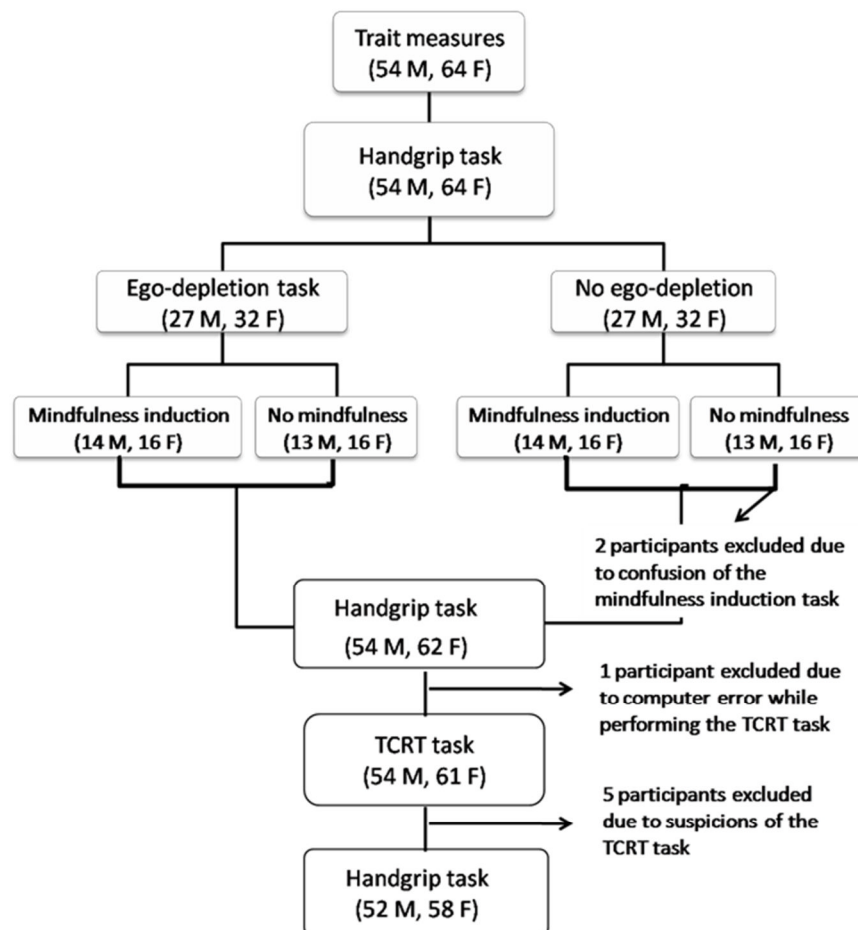 Trait measures
(54 M, 64 F)
Handgrip task
(54 M, 64 F)
Ego-depletion task
(27 M, 32 F)
No ego-depletion
(27 M, 32 F)
Mindfulness induction
(14 M, 16 F)
No mindfulness
(13 M, 16 F)
Mindfulness induction
(14 M, 16 F)
No mindfulness
(13 M, 16 F)
2 participants excluded due
to confusion of the
mindfulness induction task
Handgrip task
(54 M, 62 F)
1 participant excluded due
to computer error while
performing the TCRT task
TCRT task
(54 M, 61 F)
5 participants excluded
due to suspicions of the
TCRT task
Handgrip task
(52 M, 58 F)